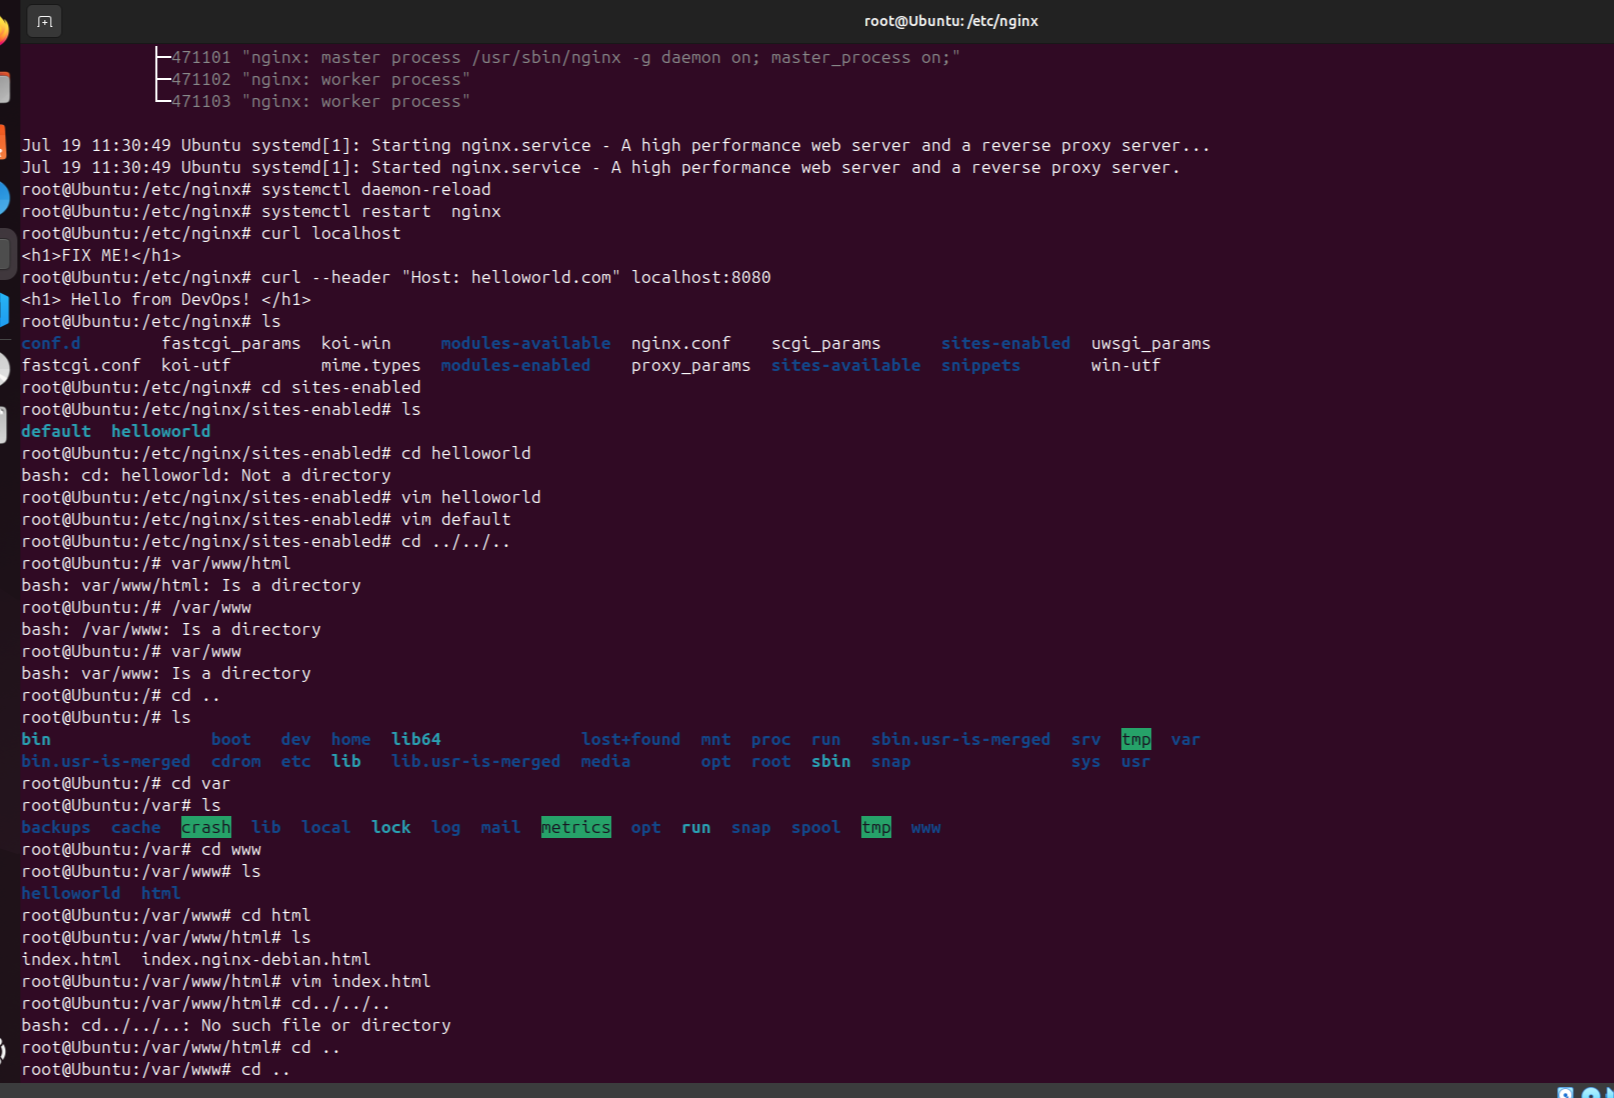 root@Ubuntu: /etc/nginx
├─471101 "nginx: master process /usr/sbin/nginx -g daemon on; master_process on;"
├─471102 "nginx: worker process"
└─471103 "nginx: worker process"
Jul 19 11:30:49 Ubuntu systemd[1]: Starting nginx.service - A high performance web server and a reverse proxy server...
Jul 19 11:30:49 Ubuntu systemd[1]: Started nginx.service - A high performance web server and a reverse proxy server.
root@Ubuntu:/etc/nginx# systemctl daemon-reload
root@Ubuntu:/etc/nginx# systemctl restart  nginx
root@Ubuntu:/etc/nginx# curl localhost
<h1>FIX ME!</h1>
root@Ubuntu:/etc/nginx# curl --header "Host: helloworld.com" localhost:8080
<h1> Hello from DevOps! </h1>
root@Ubuntu:/etc/nginx# ls
conf.d        fastcgi_params  koi-win     modules-available  nginx.conf    scgi_params      sites-enabled  uwsgi_params
fastcgi.conf  koi-utf         mime.types  modules-enabled    proxy_params  sites-available  snippets       win-utf
root@Ubuntu:/etc/nginx# cd sites-enabled
root@Ubuntu:/etc/nginx/sites-enabled# ls
default  helloworld
root@Ubuntu:/etc/nginx/sites-enabled# cd helloworld
bash: cd: helloworld: Not a directory
root@Ubuntu:/etc/nginx/sites-enabled# vim helloworld
root@Ubuntu:/etc/nginx/sites-enabled# vim default
root@Ubuntu:/etc/nginx/sites-enabled# cd ../../..
root@Ubuntu:/# var/www/html
bash: var/www/html: Is a directory
root@Ubuntu:/# /var/www
bash: /var/www: Is a directory
root@Ubuntu:/# var/www
bash: var/www: Is a directory
root@Ubuntu:/# cd ..
root@Ubuntu:/# ls
bin                boot   dev  home  lib64              lost+found  mnt  proc  run   sbin.usr-is-merged  srv  tmp  var
bin.usr-is-merged  cdrom  etc  lib   lib.usr-is-merged  media       opt  root  sbin  snap                sys  usr
root@Ubuntu:/# cd var
root@Ubuntu:/var# ls
backups  cache  crash  lib  local  lock  log  mail  metrics  opt  run  snap  spool  tmp  www
root@Ubuntu:/var# cd www
root@Ubuntu:/var/www# ls
helloworld  html
root@Ubuntu:/var/www# cd html
root@Ubuntu:/var/www/html# ls
index.html  index.nginx-debian.html
root@Ubuntu:/var/www/html# vim index.html
root@Ubuntu:/var/www/html# cd../../..
bash: cd../../..: No such file or directory
root@Ubuntu:/var/www/html# cd ..
root@Ubuntu:/var/www# cd ..